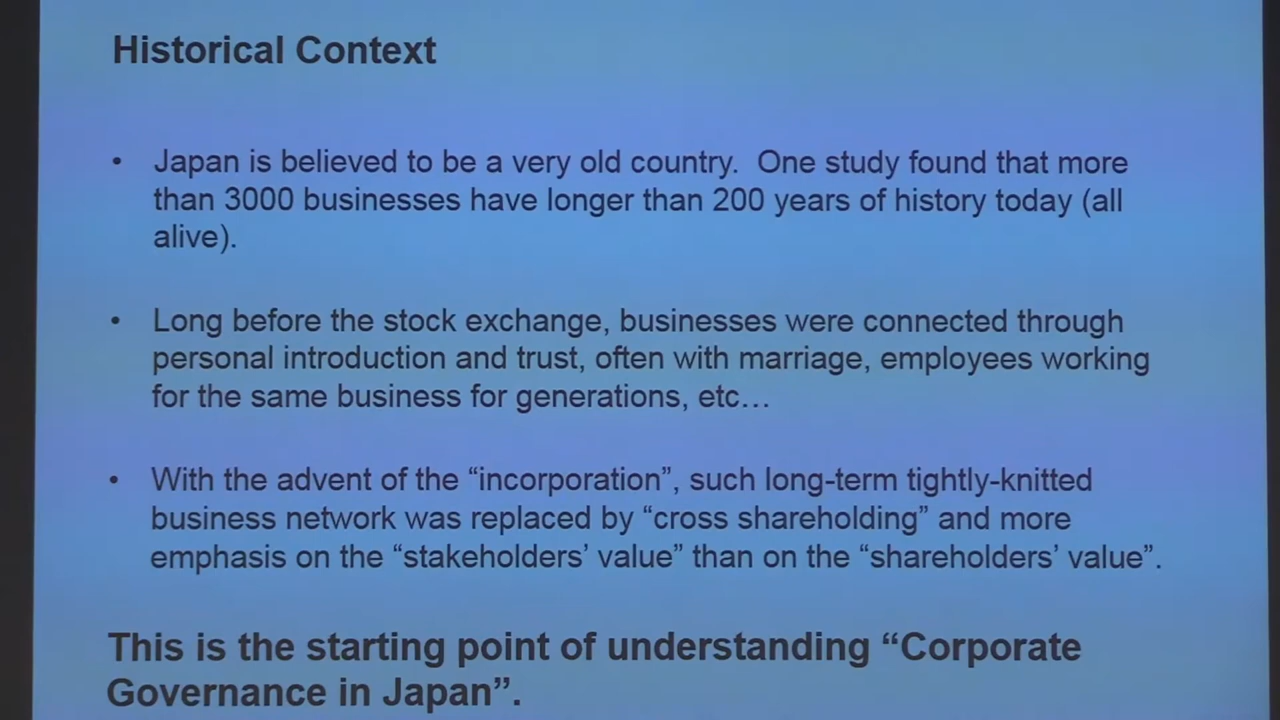 Historical Context
• Japan is believed to be a very old country. One study found that more
than 3000 businesses have longer than 200 years of history today (all
alive).
• Long before the stock exchange, businesses were connected through
personal introduction and trust, often with marriage, employees working
for the same business for generations, etc…
• With the advent of the “incorporation”, such long-term tightly-knitted
business network was replaced by “cross shareholding” and more
emphasis on the “stakeholders’ value” than on the “shareholders’ value”.
This is the starting point of understanding “Corporate
Governance in Japan”.